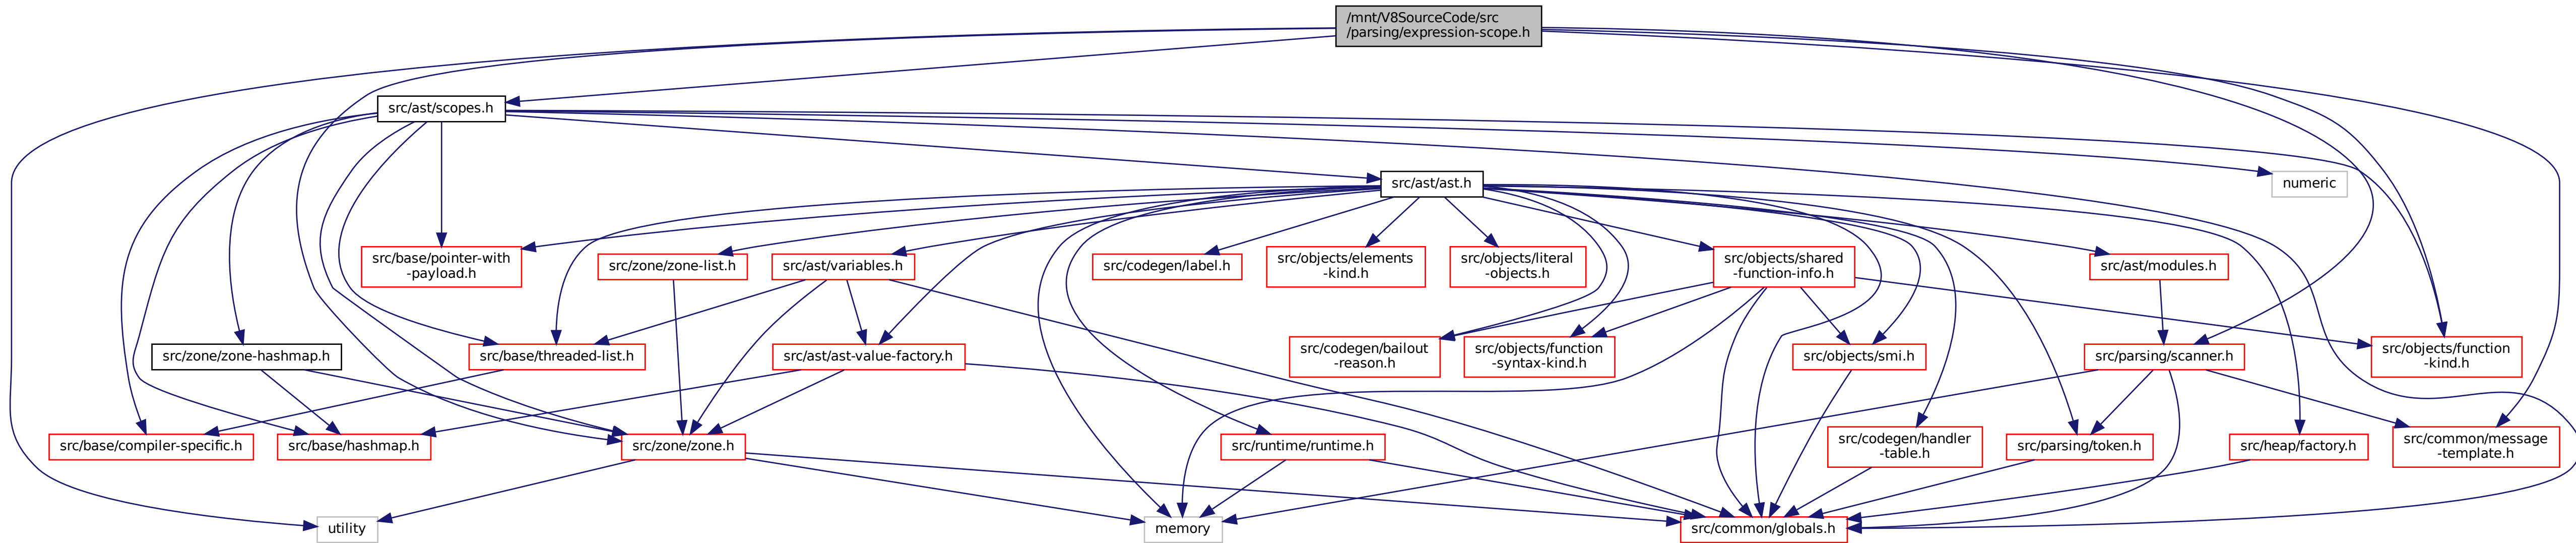 /mnt/V8SourceCode/src
/parsing/expression-scope.h
src/ast/scopes.h
src/ast/ast.h
numeric
src/base/pointer-with
-payload.h
src/zone/zone-list.h
src/ast/variables.h
src/codegen/label.h
src/objects/elements
-kind.h
src/objects/literal
-objects.h
src/objects/shared
-function-info.h
src/ast/modules.h
src/zone/zone-hashmap.h
src/base/threaded-list.h
src/ast/ast-value-factory.h
src/codegen/bailout
-reason.h
src/objects/function
-syntax-kind.h
src/objects/smi.h
src/parsing/scanner.h
src/objects/function
-kind.h
src/base/compiler-specific.h
src/base/hashmap.h
src/zone/zone.h
src/runtime/runtime.h
src/codegen/handler
-table.h
src/parsing/token.h
src/heap/factory.h
src/common/message
-template.h
utility
memory
src/common/globals.h